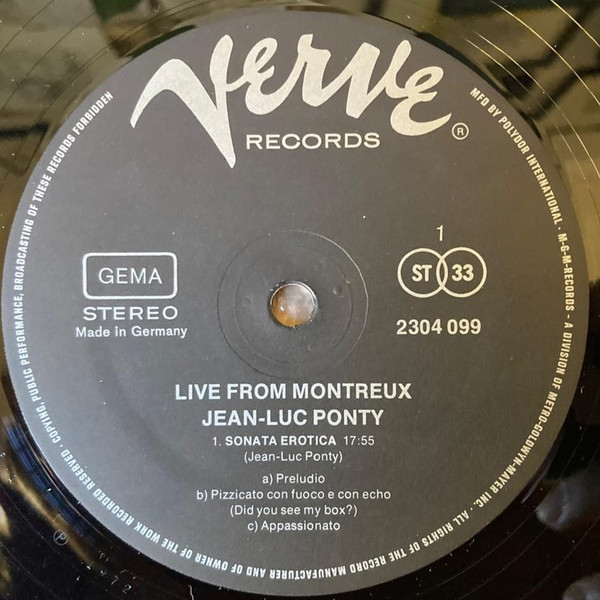 Verve
®
RECORDS
GEMA
STEREO
Made in Germany
1
ST 33
2304 099
LIVE FROM MONTREUX
JEAN-LUC PONTY
1. SONATA EROTICA 17:55
(Jean-Luc Ponty)
a) Preludio
b) Pizzicato con fuoco e con echo
(Did you see my box?)
c) Appassionato
MFD BY POLYDOR INTERNATIONAL · M-G-M-RECORDS - A DIVISION OF METRO-GOLDWYN-MAYER INC. · ALL RIGHTS OF THE RECORD MANUFACTURER AND OF OWNER OF THE WORK RECORDED RESERVED · COPYING, PUBLIC PERFORMANCE, BROADCASTING OF THESE RECORDS FORBIDDEN
℗ 1972